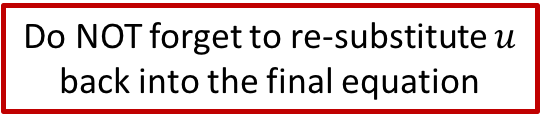 Do NOT forget to re-substitute 𝑢
back into the final equation